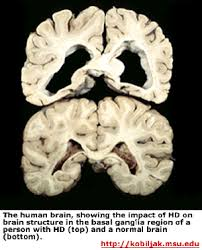 The human brain, showing the impact of HD on
brain structure in the basal ganglia region of a
person with HD (top) and a normal brain
(bottom).
http://kobiljak.msu.edu